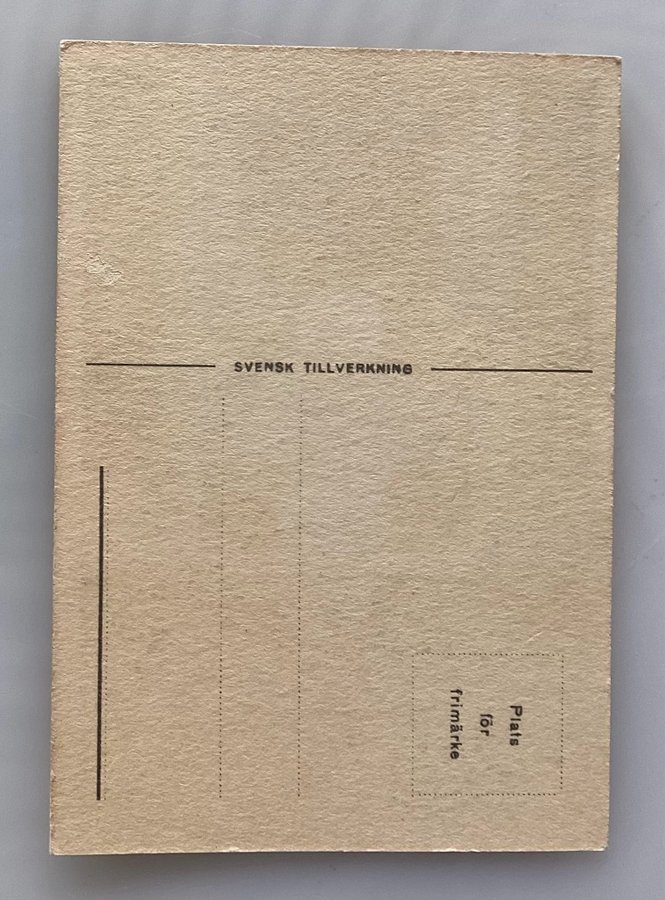 SVENSK TILLVERKNING
Plats
för
frimärke